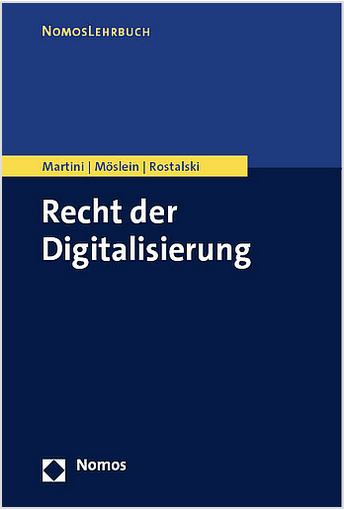 NomosLehrbuch
Martini | Möslein | Rostalski
Recht der
Digitalisierung
Nomos